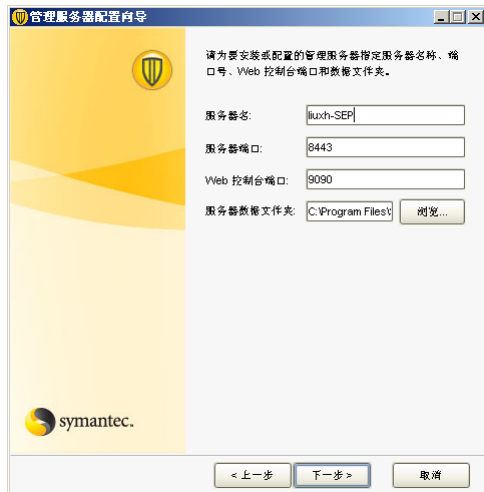 管理服务器配置向导
请为要安装或配置的管理服务器指定服务器名称、端
口号、Web 控制台端口和数据文件夹。
服务器名: liuxh-SEP
服务器端口: 8443
Web 控制台端口: 9090
服务器数据文件夹: C:\Program Files\ 浏览...
symantec.
<上一步 下一步> 取消